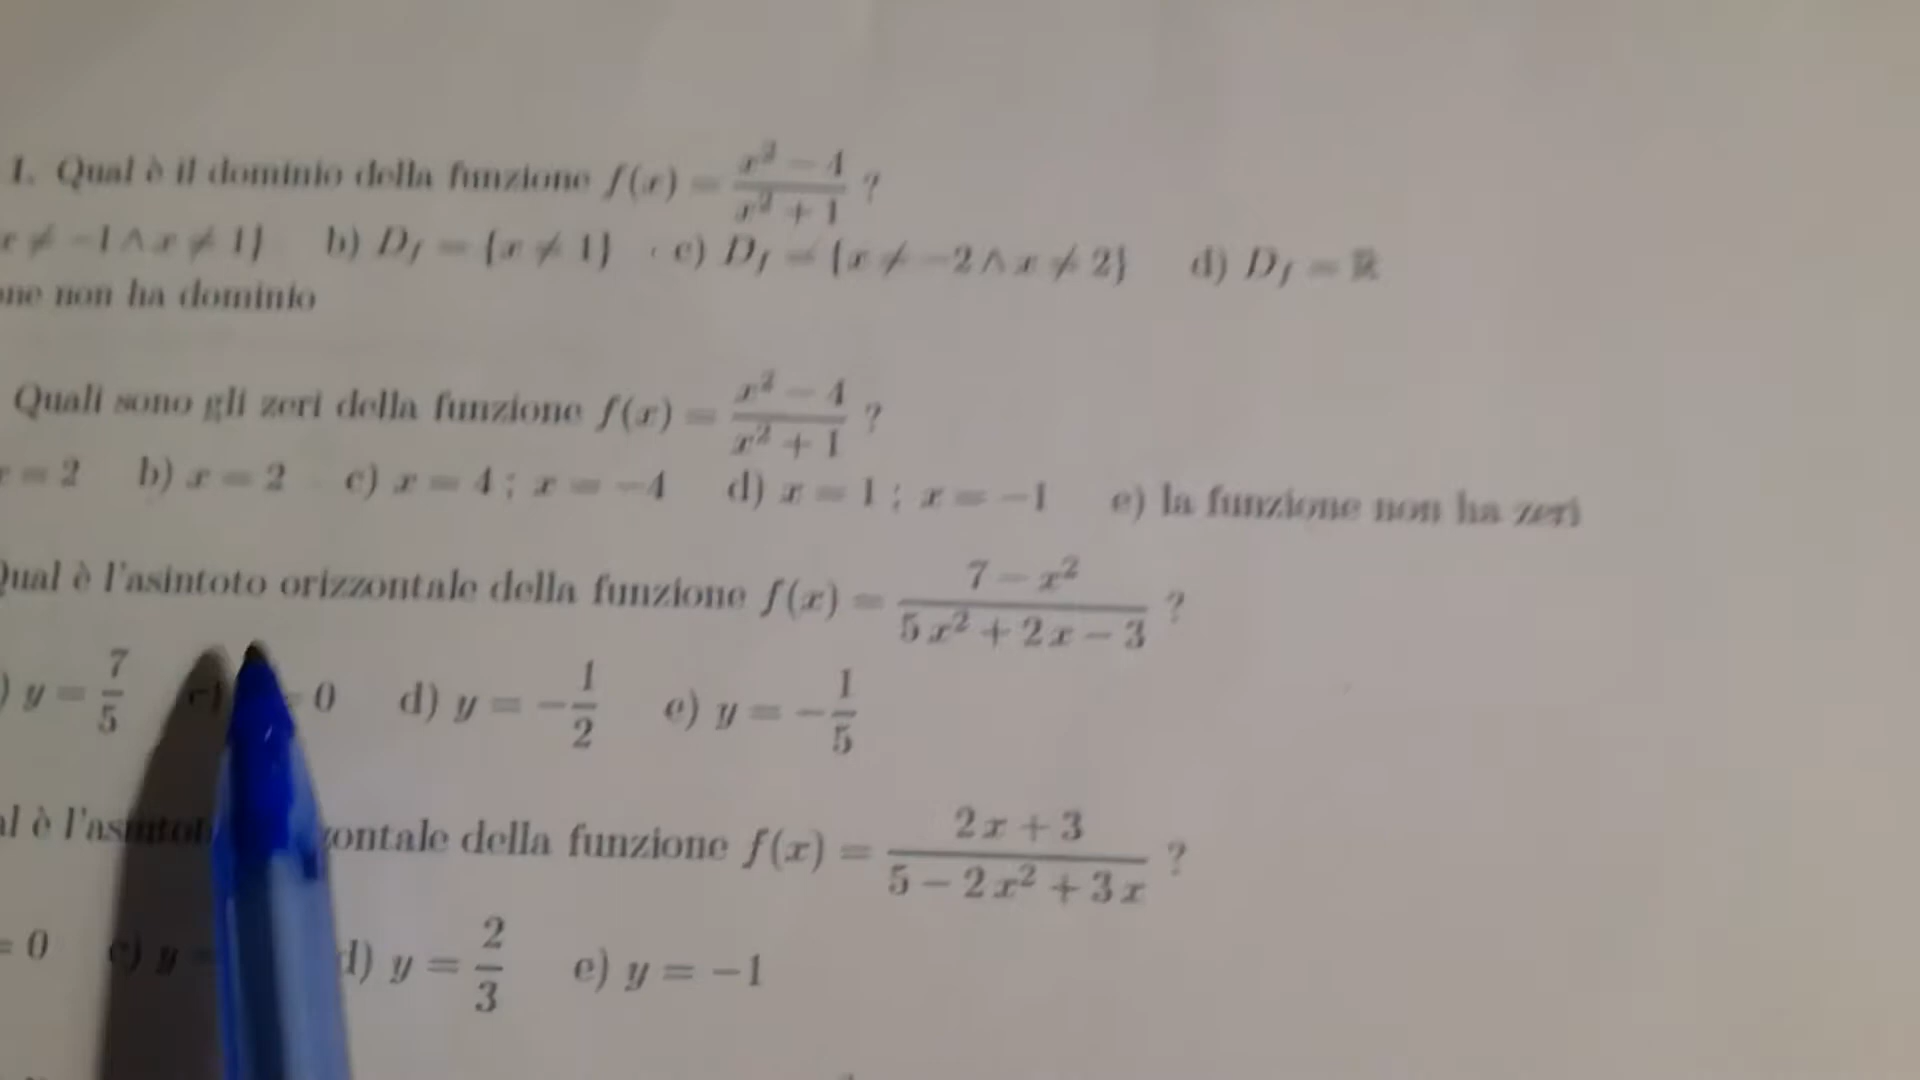 1. Qual è il dominio della funzione f(x) = (x² − 4)/(x² + 1) ?
x ≠ −1 ∧ x ≠ 1} b) D_f = {x ≠ 1} c) D_f = {x ≠ −2 ∧ x ≠ 2} d) D_f = ℝ
non ha dominio
Quali sono gli zeri della funzione f(x) = (x² − 4)/(x² + 1) ?
= 2 b) x = 2 c) x = 4 ; x = −4 d) x = 1 ; x = −1 e) la funzione non ha zeri
Qual è l'asintoto orizzontale della funzione f(x) = (7 − x²)/(5x² + 2x − 3) ?
) y = 7/5 = 0 d) y = −1/2 e) y = −1/5
è l'asintoto della funzione f(x) = (2x + 3)/(5 − 2x² + 3x) ?
= 0 c) y d) y = 2/3 e) y = −1